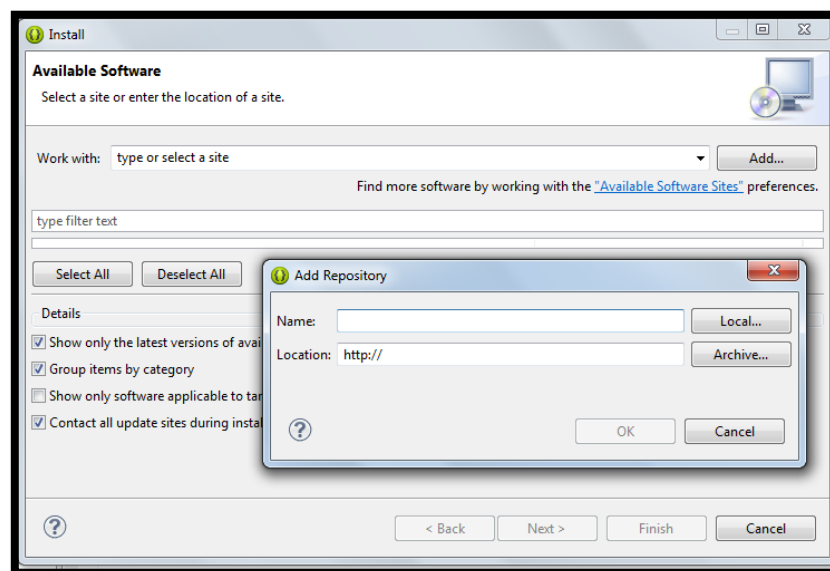 Install
Available Software
Select a site or enter the location of a site.
Work with: type or select a site Add...
Find more software by working with the "Available Software Sites" preferences.
type filter text
Select All Deselect All
Add Repository
Name: Local...
Location: http:// Archive...
OK Cancel
Details
Show only the latest versions of avai
Group items by category
Show only software applicable to tar
Contact all update sites during instal
< Back Next > Finish Cancel